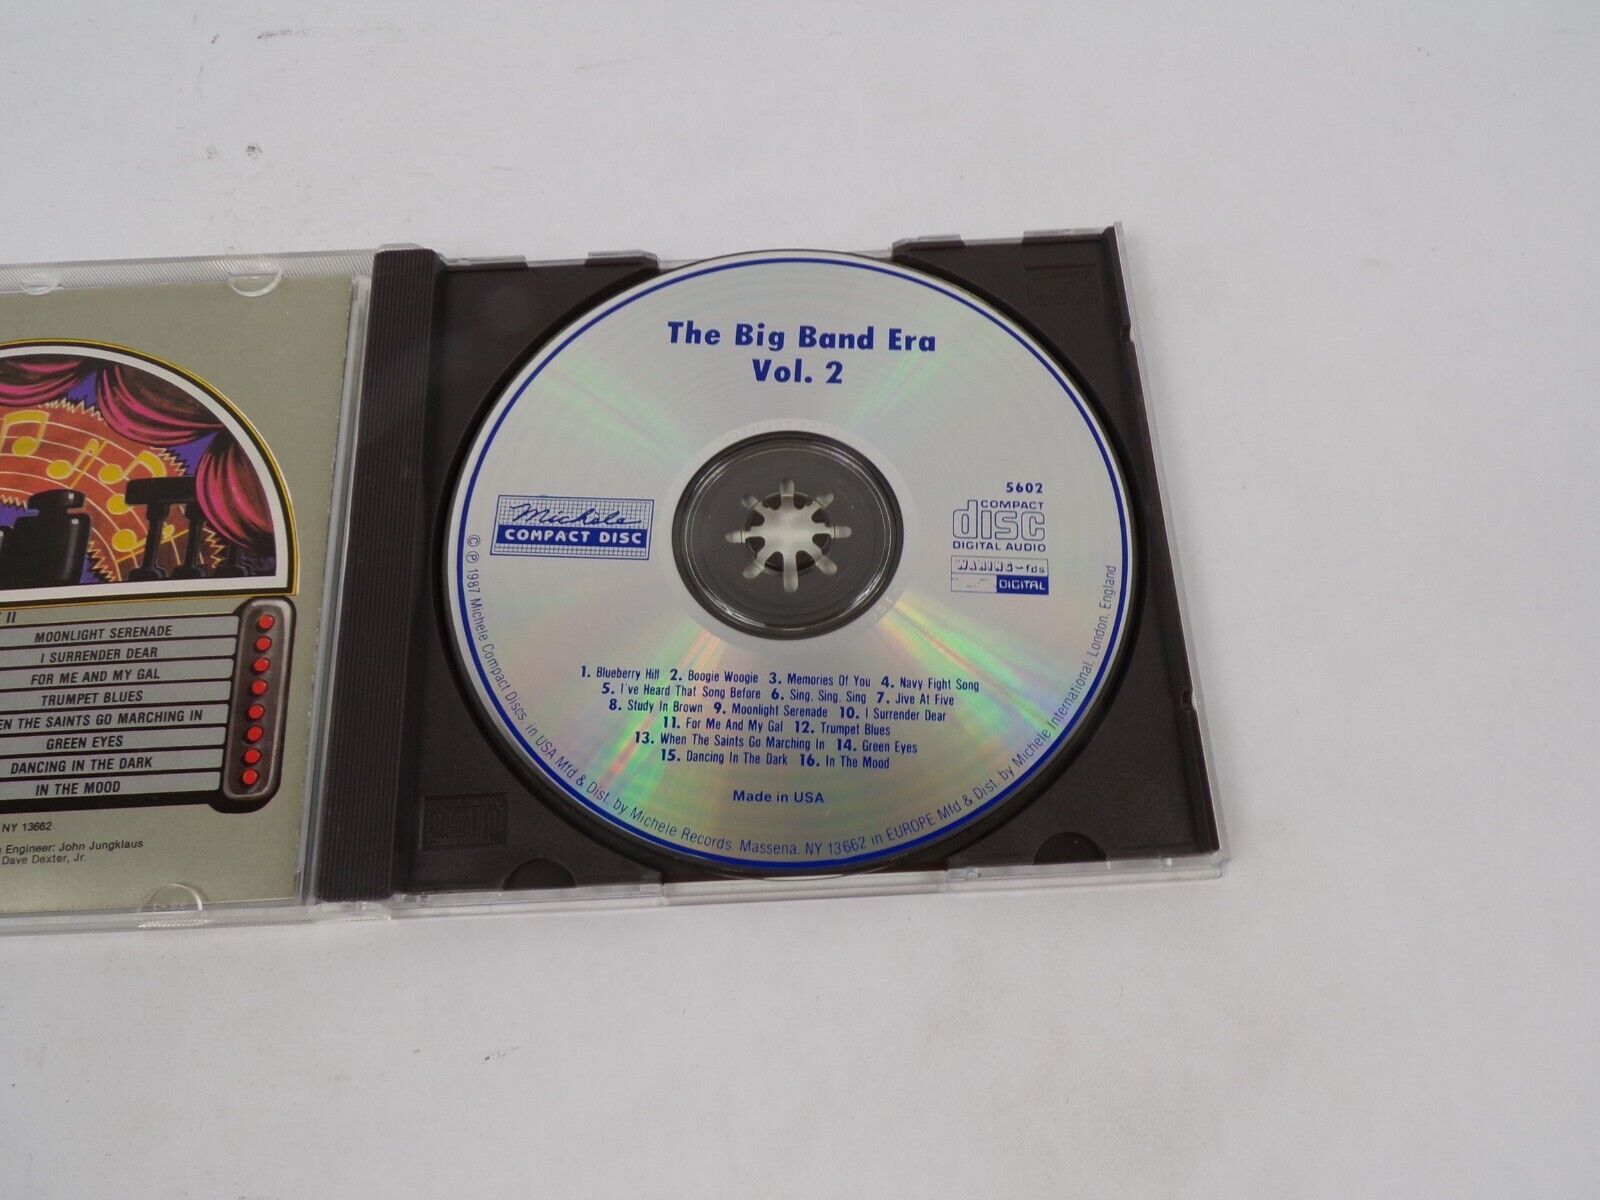 II
MOONLIGHT SERENADE
I SURRENDER DEAR
FOR ME AND MY GAL
TRUMPET BLUES
THE SAINTS GO MARCHING IN
GREEN EYES
DANCING IN THE DARK
IN THE MOOD
NY 13662
Engineer: John Jungklaus
Dave Dexter, Jr.
The Big Band Era
Vol. 2
Michele
COMPACT DISC
5602
COMPACT
disc
DIGITAL AUDIO
WARING-fds
DIGITAL
1. Blueberry Hill 2. Boogie Woogie 3. Memories Of You 4. Navy Fight Song
5. I've Heard That Song Before 6. Sing, Sing, Sing 7. Jive At Five
8. Study In Brown 9. Moonlight Serenade 10. I Surrender Dear
11. For Me And My Gal 12. Trumpet Blues
13. When The Saints Go Marching In 14. Green Eyes
15. Dancing In The Dark 16. In The Mood
Made in USA
© ℗ 1987 Michele Compact Discs. in USA Mfd & Dist. by Michele Records. Massena. NY 13662 in EUROPE Mfd & Dist. by Michele International. London. England